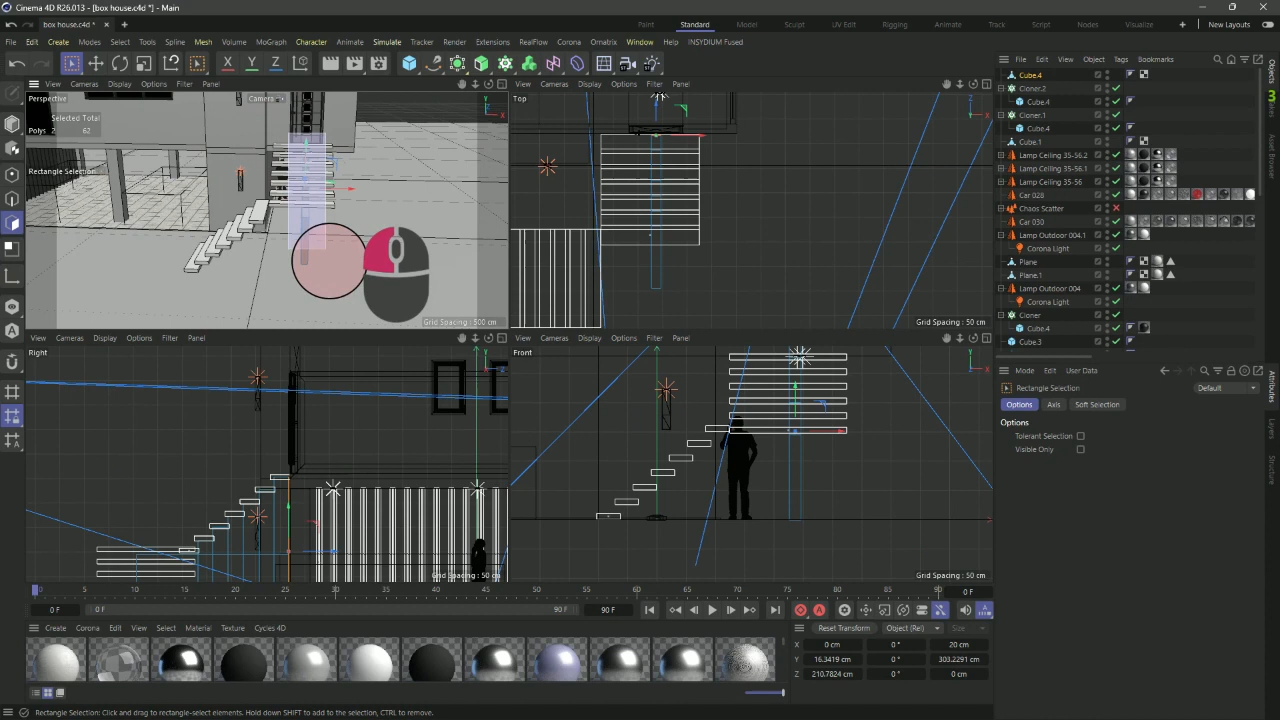 Cinema 4D R26.013 - [box house.c4d *] - Main
box house.c4d *
Paint Standard Model Sculpt UV Edit Rigging Animate Track Script Nodes Visualize New Layouts
File Edit Create Modes Select Tools Spline Mesh Volume MoGraph Character Animate Simulate Tracker Render Extensions RealFlow Corona Ornatrix Window Help INSYDIUM Fused
X Y Z
File Edit View Object Tags Bookmarks
View Cameras Display Options Filter Panel
View Cameras Display Options Filter Panel
Perspective
Camera
Top
Selected Total
Polys 2 62
Rectangle Selection
Grid Spacing : 500 cm
Grid Spacing : 50 cm
Cube.4
Cloner.2
Cube.4
Cloner.1
Cube.4
Cube.1
Lamp Ceiling 35-56.2
Lamp Ceiling 35-56.1
Lamp Ceiling 35-56
Car 028
Chaos Scatter
Car 030
Lamp Outdoor 004.1
Corona Light
Plane
Plane.1
Lamp Outdoor 004
Corona Light
Cloner
Cube.4
Cube.3
Objects
Asset Browser
View Cameras Display Options Filter Panel
View Cameras Display Options Filter Panel
Right
Front
Grid Spacing : 50 cm
Grid Spacing : 50 cm
Mode Edit User Data
Rectangle Selection
Default
Options Axis Soft Selection
Options
Tolerant Selection
Visible Only
Attributes
Layers
Structure
0 5 10 15 20 25 30 35 40 45 50 55 60 65 70 75 80 85 90 0 F
0 F 0 F 90 F 90 F
Create Corona Edit View Select Material Texture Cycles 4D
Reset Transform Object (Rel) Size
X 0 cm 0 ° 20 cm
Y 16.3419 cm 0 ° 303.2291 cm
Z 210.7824 cm 0 ° 0 cm
Rectangle Selection: Click and drag to rectangle-select elements. Hold down SHIFT to add to the selection, CTRL to remove.